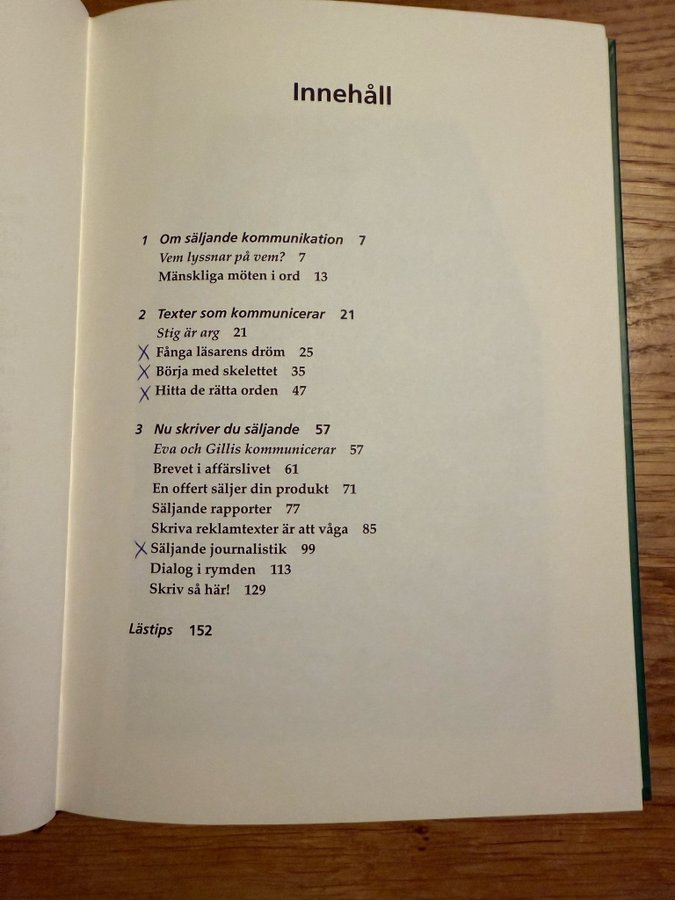 Innehåll
1 Om säljande kommunikation 7
Vem lyssnar på vem? 7
Mänskliga möten i ord 13
2 Texter som kommunicerar 21
Stig är arg 21
X Fånga läsarens dröm 25
X Börja med skelettet 35
X Hitta de rätta orden 47
3 Nu skriver du säljande 57
Eva och Gillis kommunicerar 57
Brevet i affärslivet 61
En offert säljer din produkt 71
Säljande rapporter 77
Skriva reklamtexter är att våga 85
X Säljande journalistik 99
Dialog i rymden 113
Skriv så här! 129
Lästips 152